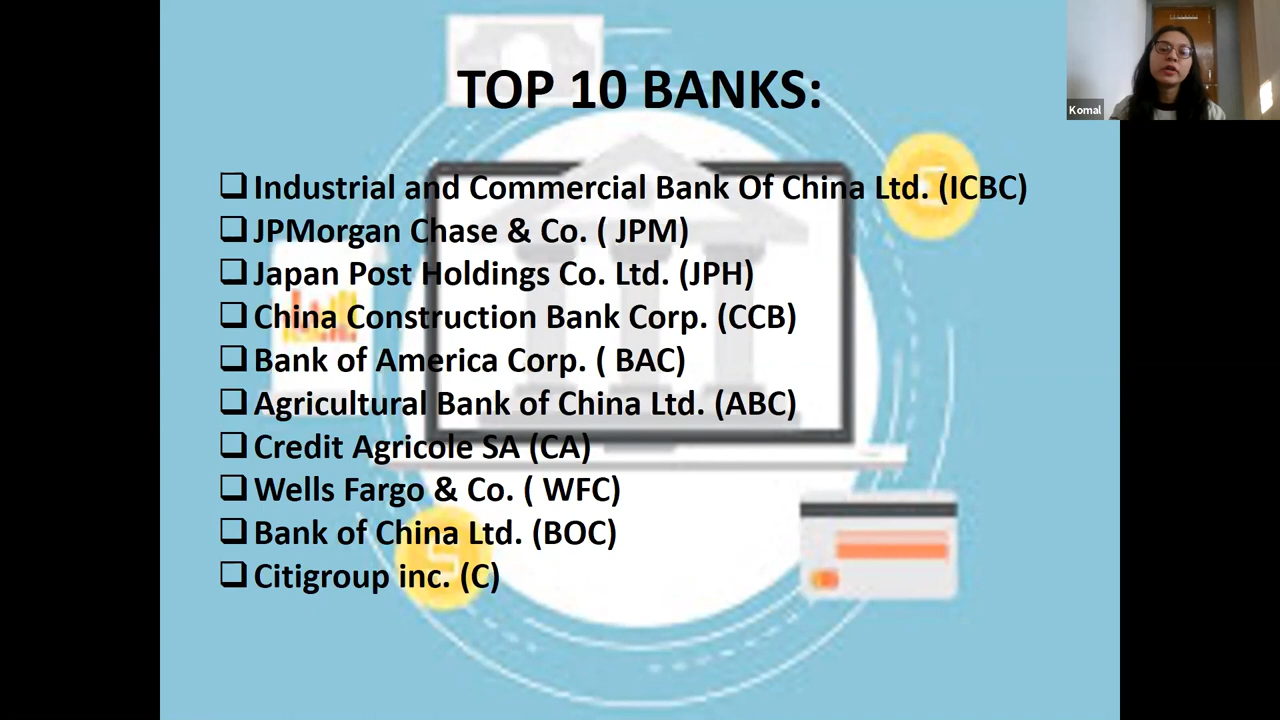 TOP 10 BANKS:
Komal
Industrial and Commercial Bank Of China Ltd. (ICBC)
JPMorgan Chase & Co. ( JPM)
Japan Post Holdings Co. Ltd. (JPH)
China Construction Bank Corp. (CCB)
Bank of America Corp. ( BAC)
Agricultural Bank of China Ltd. (ABC)
Credit Agricole SA (CA)
Wells Fargo & Co. ( WFC)
Bank of China Ltd. (BOC)
Citigroup inc. (C)